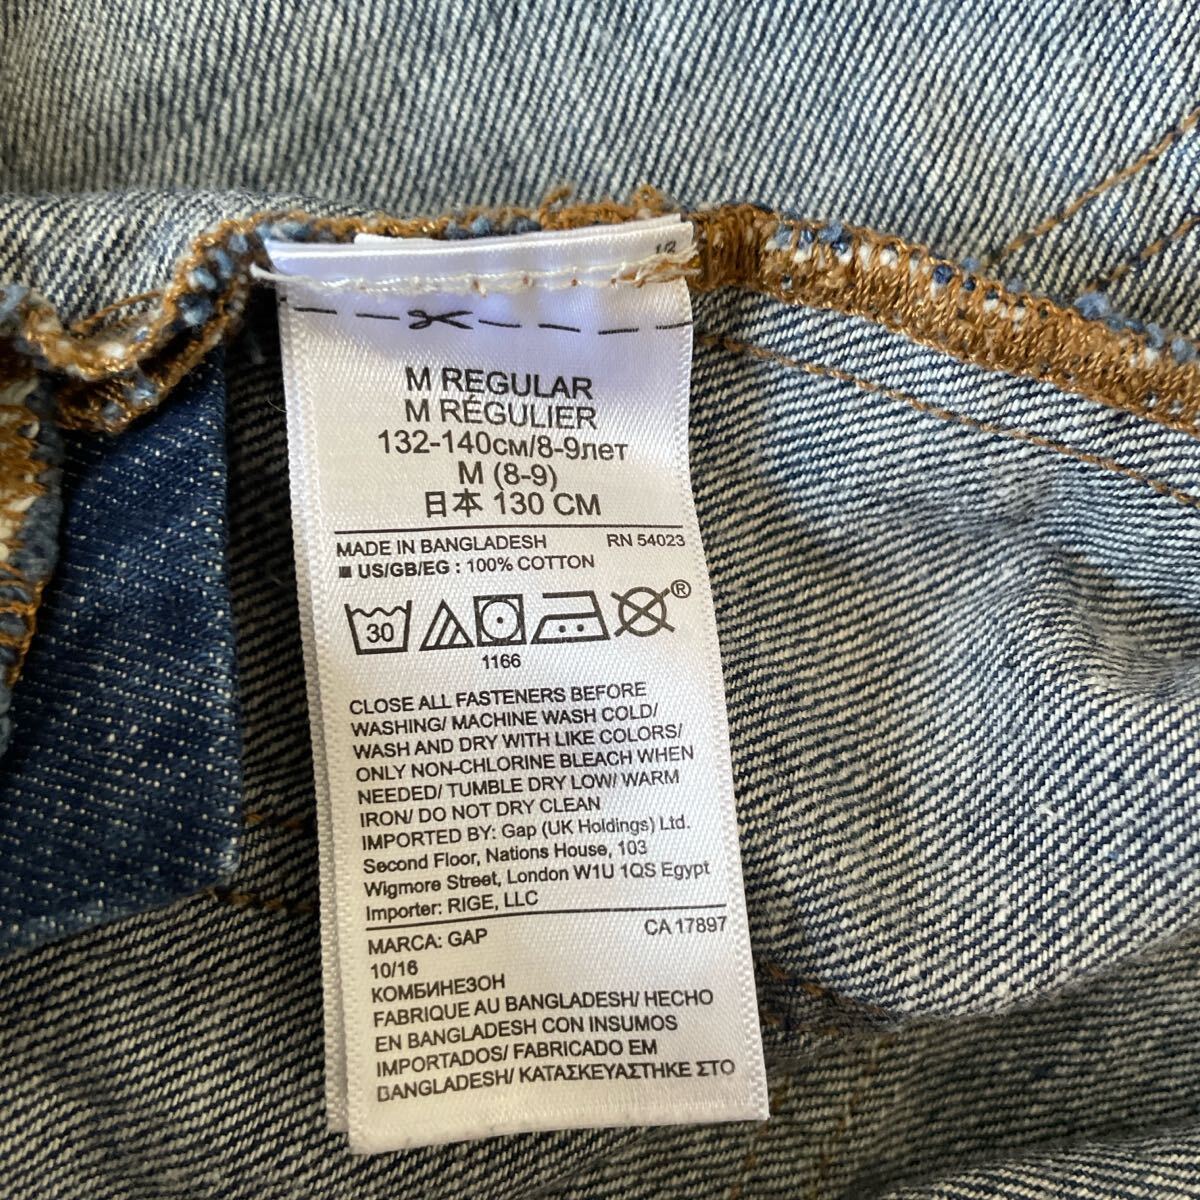 1/2
M REGULAR
M RÉGULIER
132-140см/8-9лет
M (8-9)
日本 130 CM
MADE IN BANGLADESH RN 54023
US/GB/EG : 100% COTTON
30
®
1166
CLOSE ALL FASTENERS BEFORE
WASHING/ MACHINE WASH COLD/
WASH AND DRY WITH LIKE COLORS/
ONLY NON-CHLORINE BLEACH WHEN
NEEDED/ TUMBLE DRY LOW/ WARM
IRON/ DO NOT DRY CLEAN
IMPORTED BY: Gap (UK Holdings) Ltd.
Second Floor, Nations House, 103
Wigmore Street, London W1U 1QS Egypt
Importer: RIGE, LLC
MARCA: GAP CA 17897
10/16
КОМБИНЕЗОН
FABRIQUE AU BANGLADESH/ HECHO
EN BANGLADESH CON INSUMOS
IMPORTADOS/ FABRICADO EM
BANGLADESH/ ΚΑΤΑΣΚΕΥΑΣΤΗΚΕ ΣΤΟ